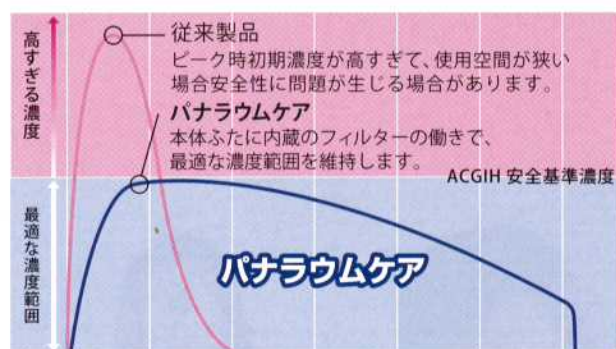 高すぎる濃度
従来製品
ピーク時初期濃度が高すぎて、使用空間が狭い
場合安全性に問題が生じる場合があります。
パナラウムケア
本体ふたに内蔵のフィルターの働きで、
最適な濃度範囲を維持します。
ACGIH 安全基準濃度
最適な濃度範囲
パナラウムケア